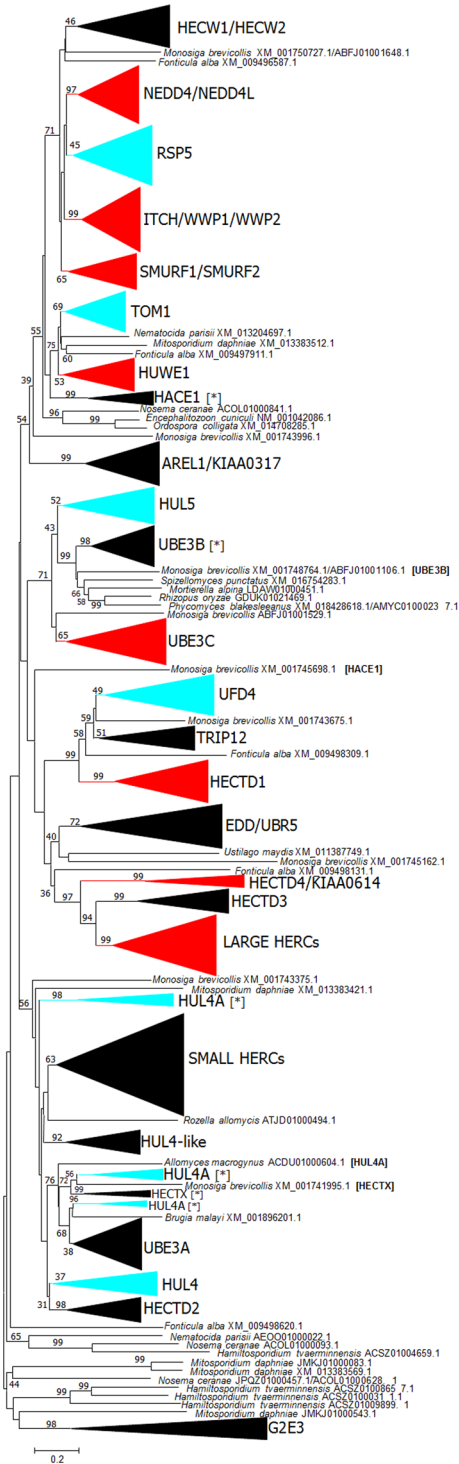 46
HECW1/HECW2
Monosiga brevicollis XM_001750727.1/ABFJ01001648.1
Fonticula alba XM_009496587.1
97
NEDD4/NEDD4L
71
45
RSP5
99
ITCH/WWP1/WWP2
65
SMURF1/SMURF2
69
TOM1
55
Nematocida parisii XM_013204697.1
75
Mitosporidium daphniae XM_013383512.1
60
Fonticula alba XM_009497911.1
39
53
HUWE1
99
HACE1 [*]
96
Nosema ceranae ACOL01000841.1
99
Encephalitozoon cuniculi NM_001042086.1
54
Ordospora colligata XM_014708285.1
Monosiga brevicollis XM_001743996.1
99
AREL1/KIAA0317
52
HUL5
43
98
UBE3B [*]
99
Monosiga brevicollis XM_001748764.1/ABFJ01001106.1 [UBE3B]
71
Spizellomyces punctatus XM_016754283.1
66
Mortierella alpina LDAW01000451.1
58
99
Rhizopus oryzae GDUK01021469.1
Phycomyces blakesleeanus XM_018428618.1/AMYC0100023 7.1
Monosiga brevicollis ABFJ01001529.1
65
UBE3C
Monosiga brevicollis XM_001745698.1 [HACE1]
49
UFD4
59
Monosiga brevicollis XM_001743675.1
58
51
TRIP12
99
Fonticula alba XM_009498309.1
99
HECTD1
72
EDD/UBR5
40
Ustilago maydis XM_011387749.1
Monosiga brevicollis XM_001745162.1
36
Fonticula alba XM_009498131.1
99
HECTD4/KIAA0614
97
99
HECTD3
94
99
LARGE HERCs
Monosiga brevicollis XM_001743375.1
56
Mitosporidium daphniae XM_013383421.1
98
HUL4A [*]
63
SMALL HERCs
Rozella allomycis ATJD01000494.1
92
HUL4-like
Allomyces macrogynus ACDU01000604.1 [HUL4A]
76
56
HUL4A [*]
72
Monosiga brevicollis XM_001741995.1 [HECTX]
99
HECTX [*]
96
HUL4A [*]
Brugia malayi XM_001896201.1
68
38
UBE3A
37
HUL4
31
98
HECTD2
Fonticula alba XM_009498620.1
65
Nematocida parisii AEOO01000022.1
99
Nosema ceranae ACOL01000093.1
Hamiltosporidium tvaerminnensis ACSZ01004659.1
99
Mitosporidium daphniae JMKJ01000083.1
Mitosporidium daphniae XM_013383569.1
44
Nosema ceranae JPQZ01000457.1/ACOL01000628. 1
99
Hamiltosporidium tvaerminnensis ACSZ0100865 7.1
99
Hamiltosporidium tvaerminnensis ACSZ0100031 1.1
Hamiltosporidium tvaerminnensis ACSZ01009899. 1
Mitosporidium daphniae JMKJ01000543.1
98
G2E3
0.2